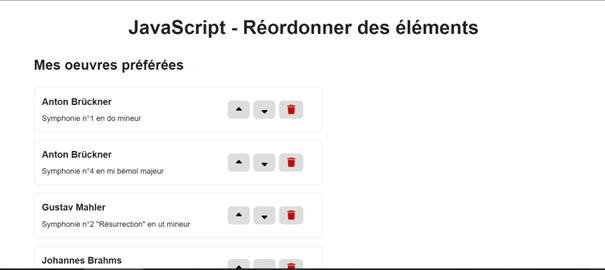 JavaScript - Réordonner des éléments
Mes oeuvres préférées
Anton Brückner
Symphonie n°1 en do mineur
Anton Brückner
Symphonie n°4 en mi bémol majeur
Gustav Mahler
Symphonie n°2 "Résurrection" en ut mineur
Johannes Brahms